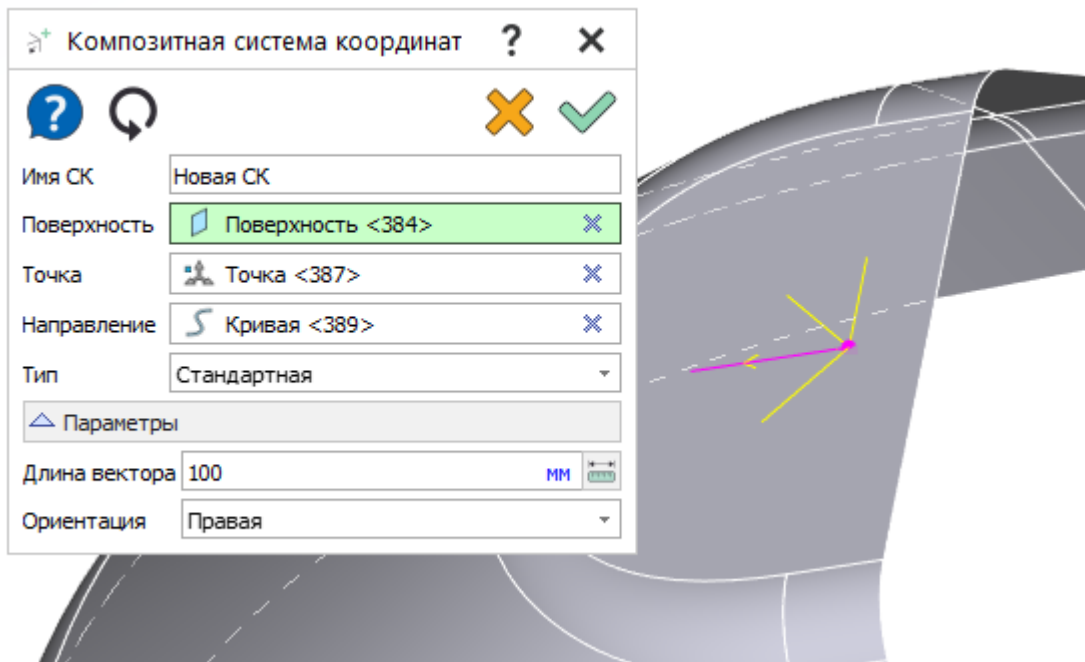 Композитная система координат ?
?
Имя СК Новая СК
Поверхность Поверхность <384>
Точка Точка <387>
Направление Кривая <389>
Тип Стандартная
Параметры
Длина вектора 100 мм
Ориентация Правая